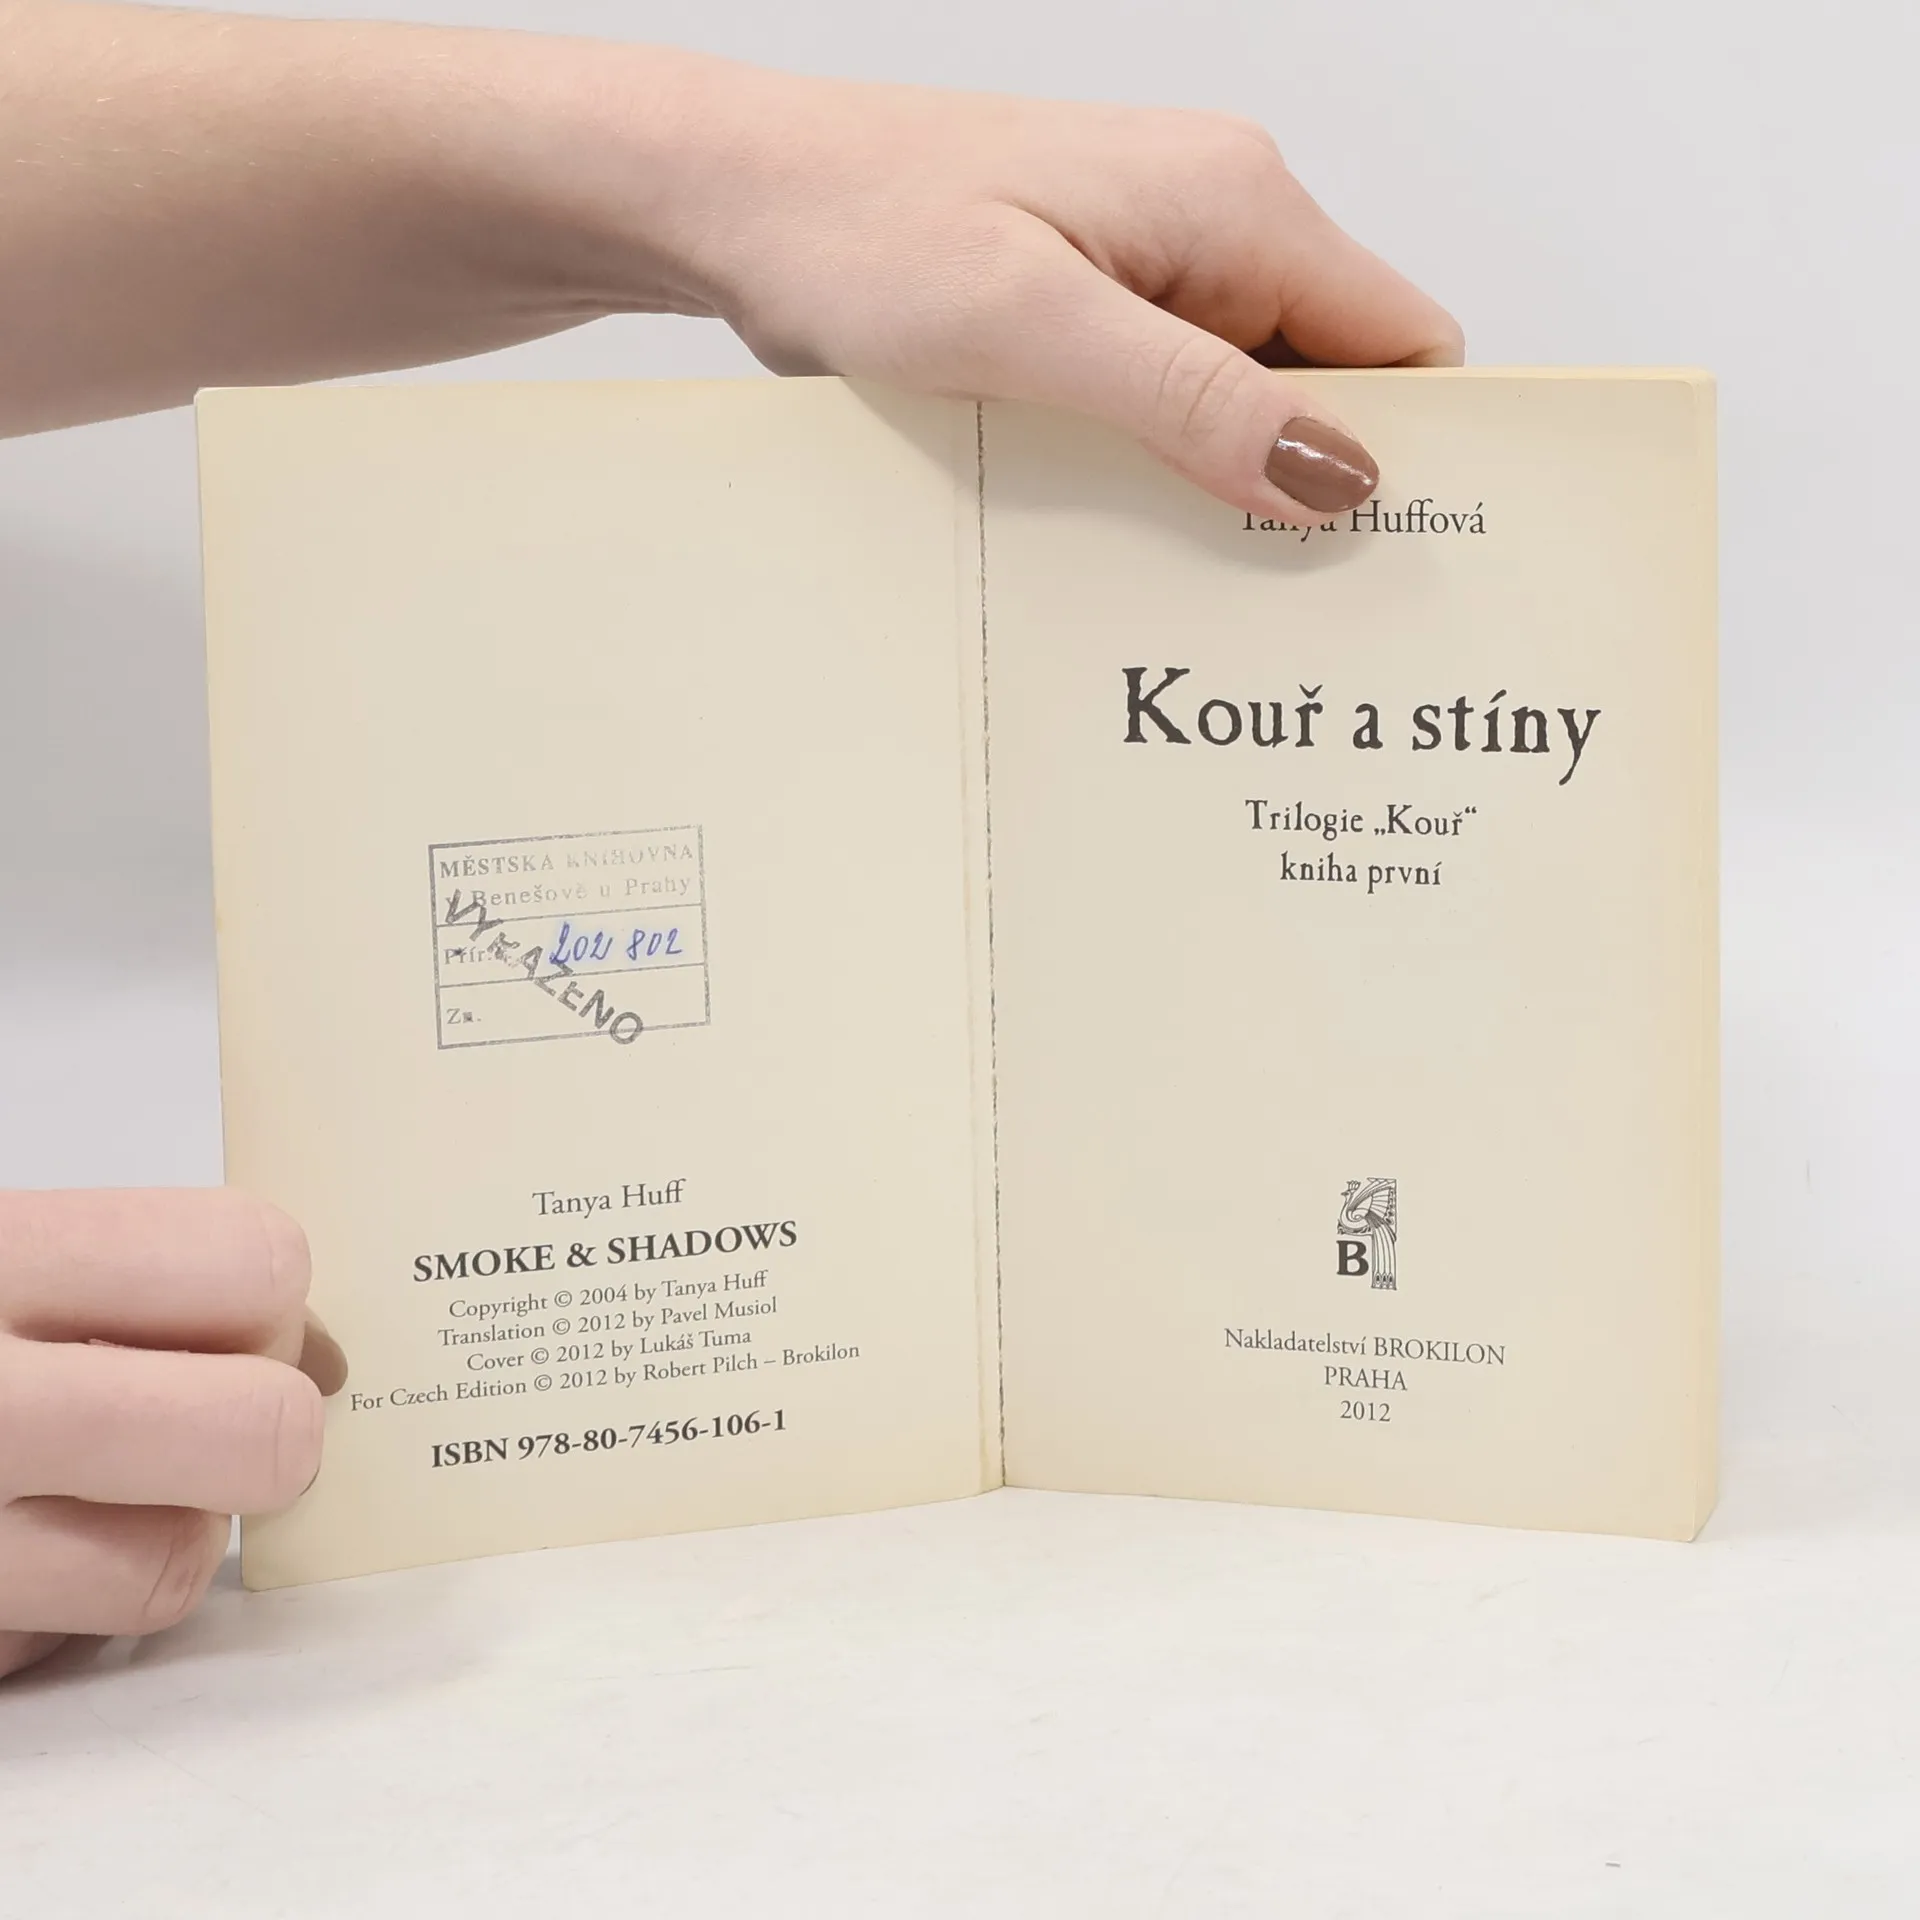 MĚSTSKÁ KNIHOVNA
v Benešově u Prahy
Přír. 202 802
Zn.
VYŘAZENO
Tanya Huff
SMOKE & SHADOWS
Copyright © 2004 by Tanya Huff
Translation © 2012 by Pavel Musiol
Cover © 2012 by Lukáš Tuma
For Czech Edition © 2012 by Robert Pilch – Brokilon
ISBN 978-80-7456-106-1
Tanya Huffová
Kouř a stíny
Trilogie „Kouř“
kniha první
B
Nakladatelství BROKILON
PRAHA
2012